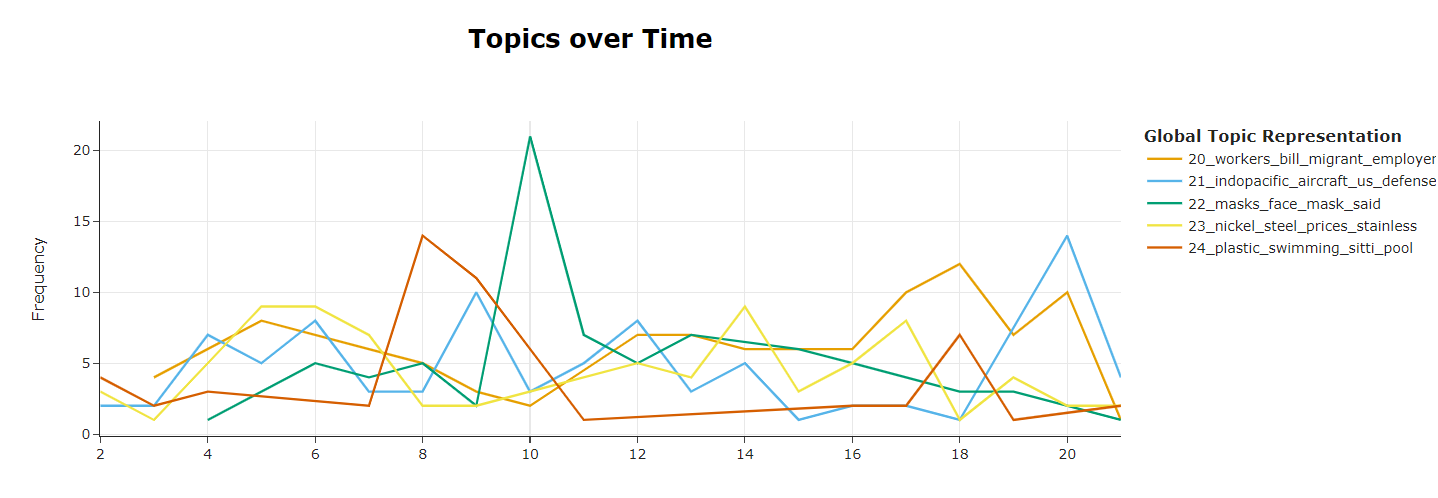 Topics over Time
Global Topic Representation
20_workers_bill_migrant_employer
21_indopacific_aircraft_us_defense
22_masks_face_mask_said
23_nickel_steel_prices_stainless
24_plastic_swimming_sitti_pool
Frequency
20
15
10
5
0
2 4 6 8 10 12 14 16 18 20